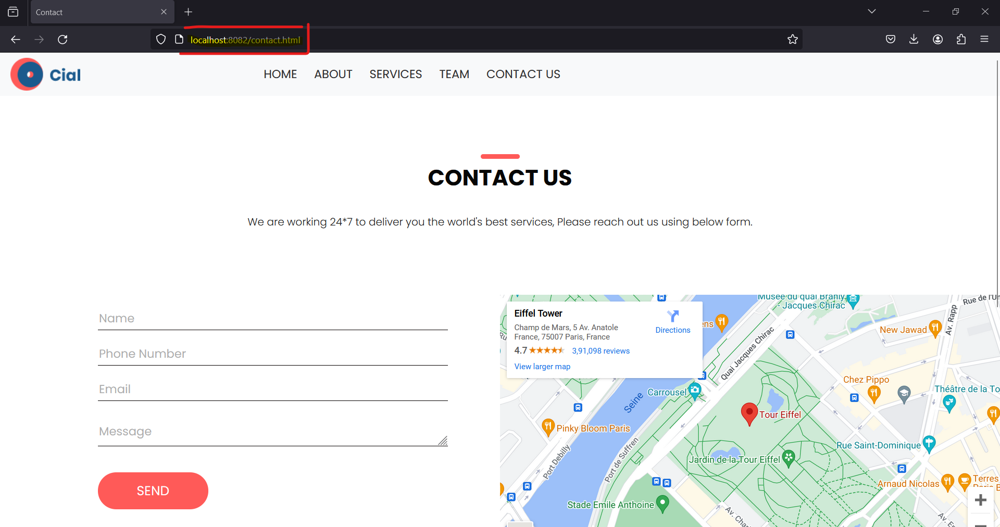 Contact
localhost:8082/contact.html
Cial
HOME ABOUT SERVICES TEAM CONTACT US
CONTACT US
We are working 24*7 to deliver you the world's best services, Please reach out us using below form.
Name
Phone Number
Email
Message
SEND
Eiffel Tower
Champ de Mars, 5 Av. Anatole
France, 75007 Paris, France
4.7
3,91,098 reviews
View larger map
Directions
Musée du quai Branly
- Jacques Chirac
Rue de l'Un
Av. Rapp
ens
New Jawad
Quai Jacques Chirac
Chez Pippo
Théâtre de la To
Carrousel
Seine
Tour Eiffel
Pinky Bloom Paris
Port Debilly
Port de Suffren
Rue Saint-Dominique
Jardin de la Tour Eiffel
Arnaud Nicolas
Terres
Stade Emile Anthoine
Av. Cha